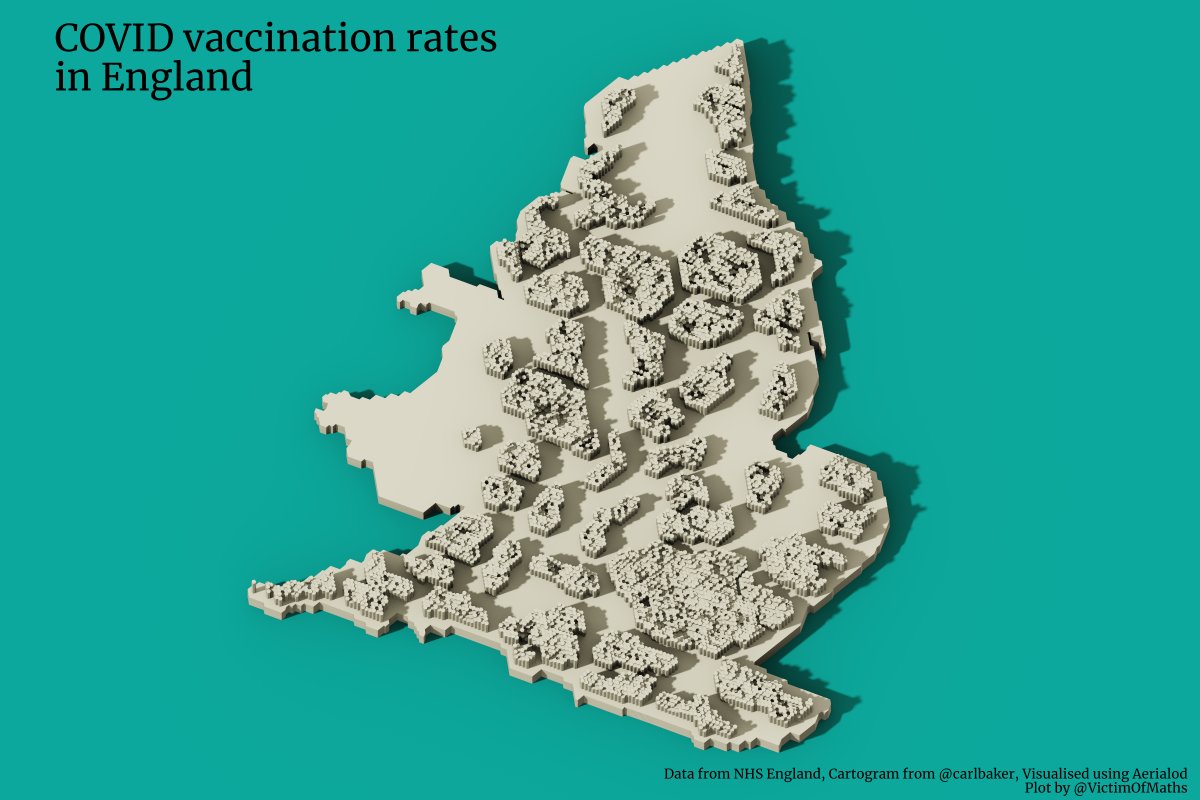 COVID vaccination rates
in England
Data from NHS England, Cartogram from @carlbaker, Visualised using Aerialod
Plot by @VictimOfMaths